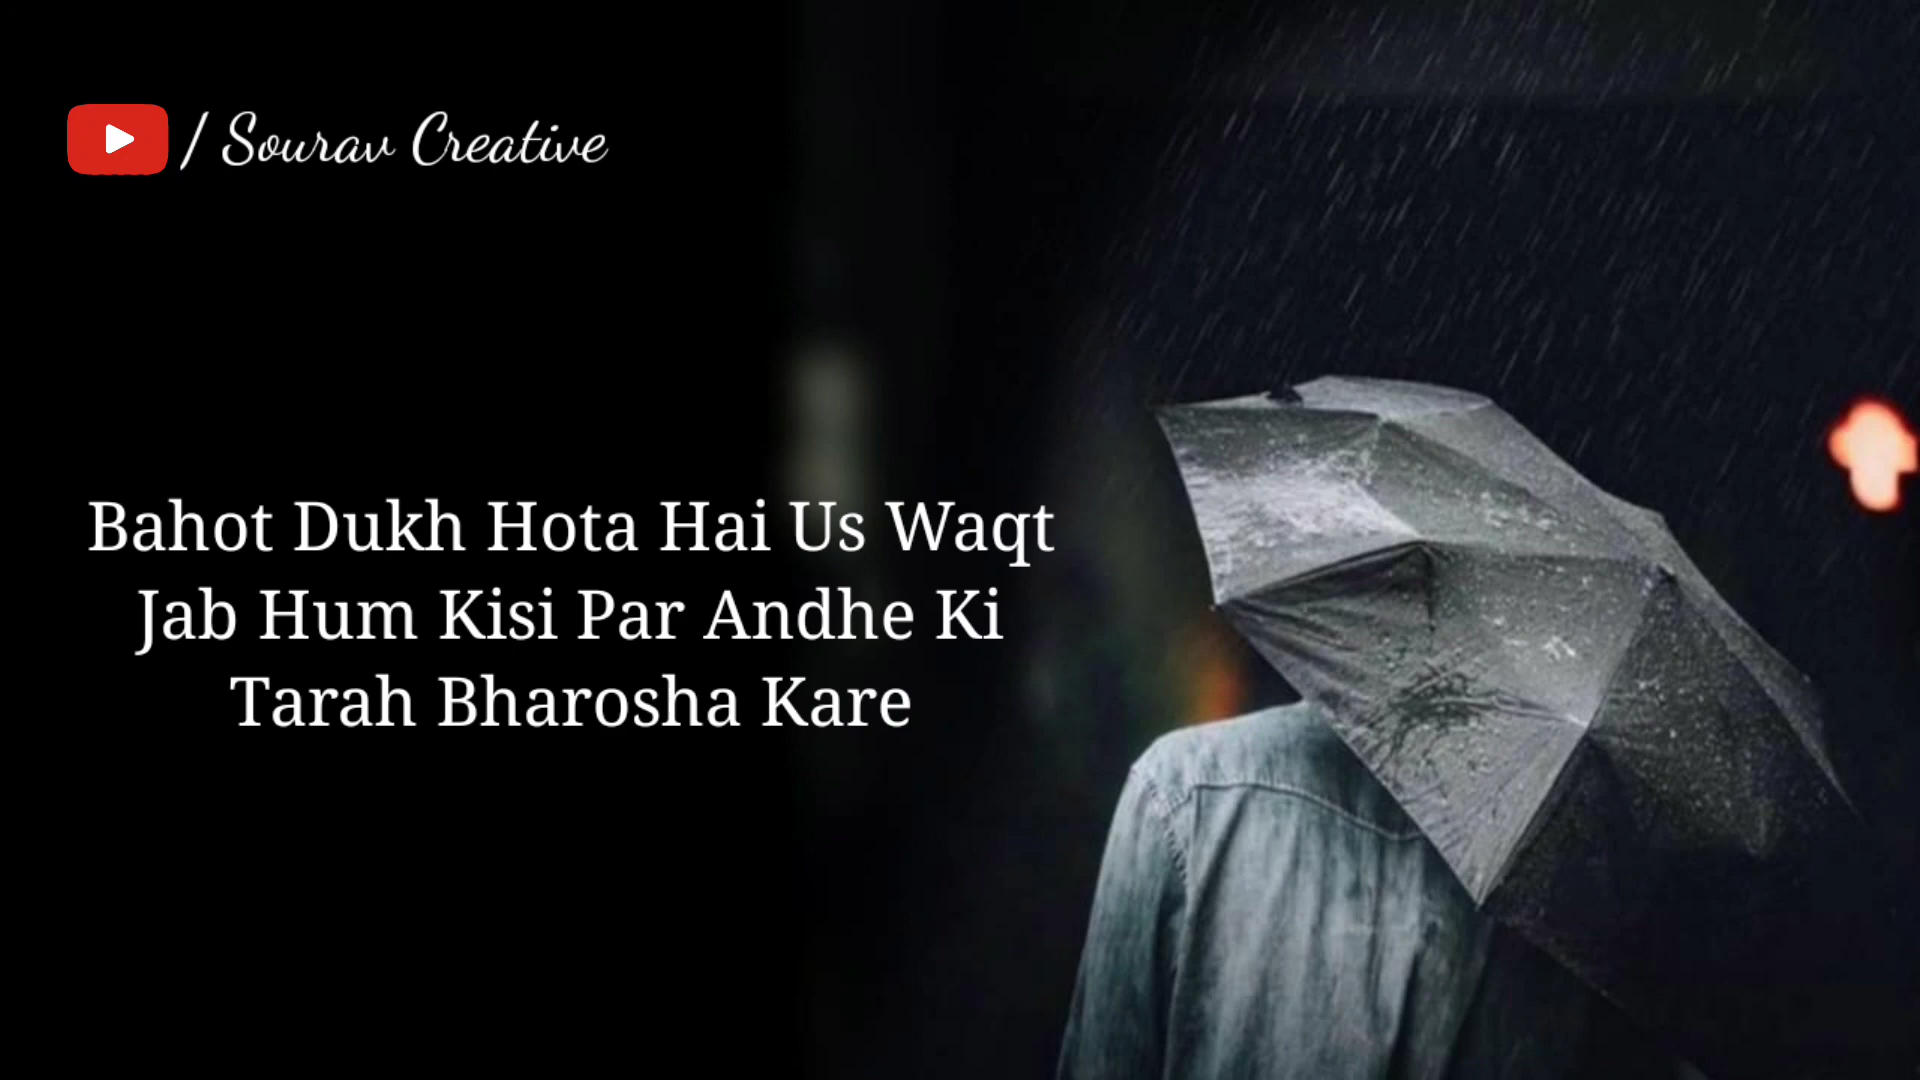 / Sourav Creative
Bahot Dukh Hota Hai Us Waqt
Jab Hum Kisi Par Andhe Ki
Tarah Bharosha Kare